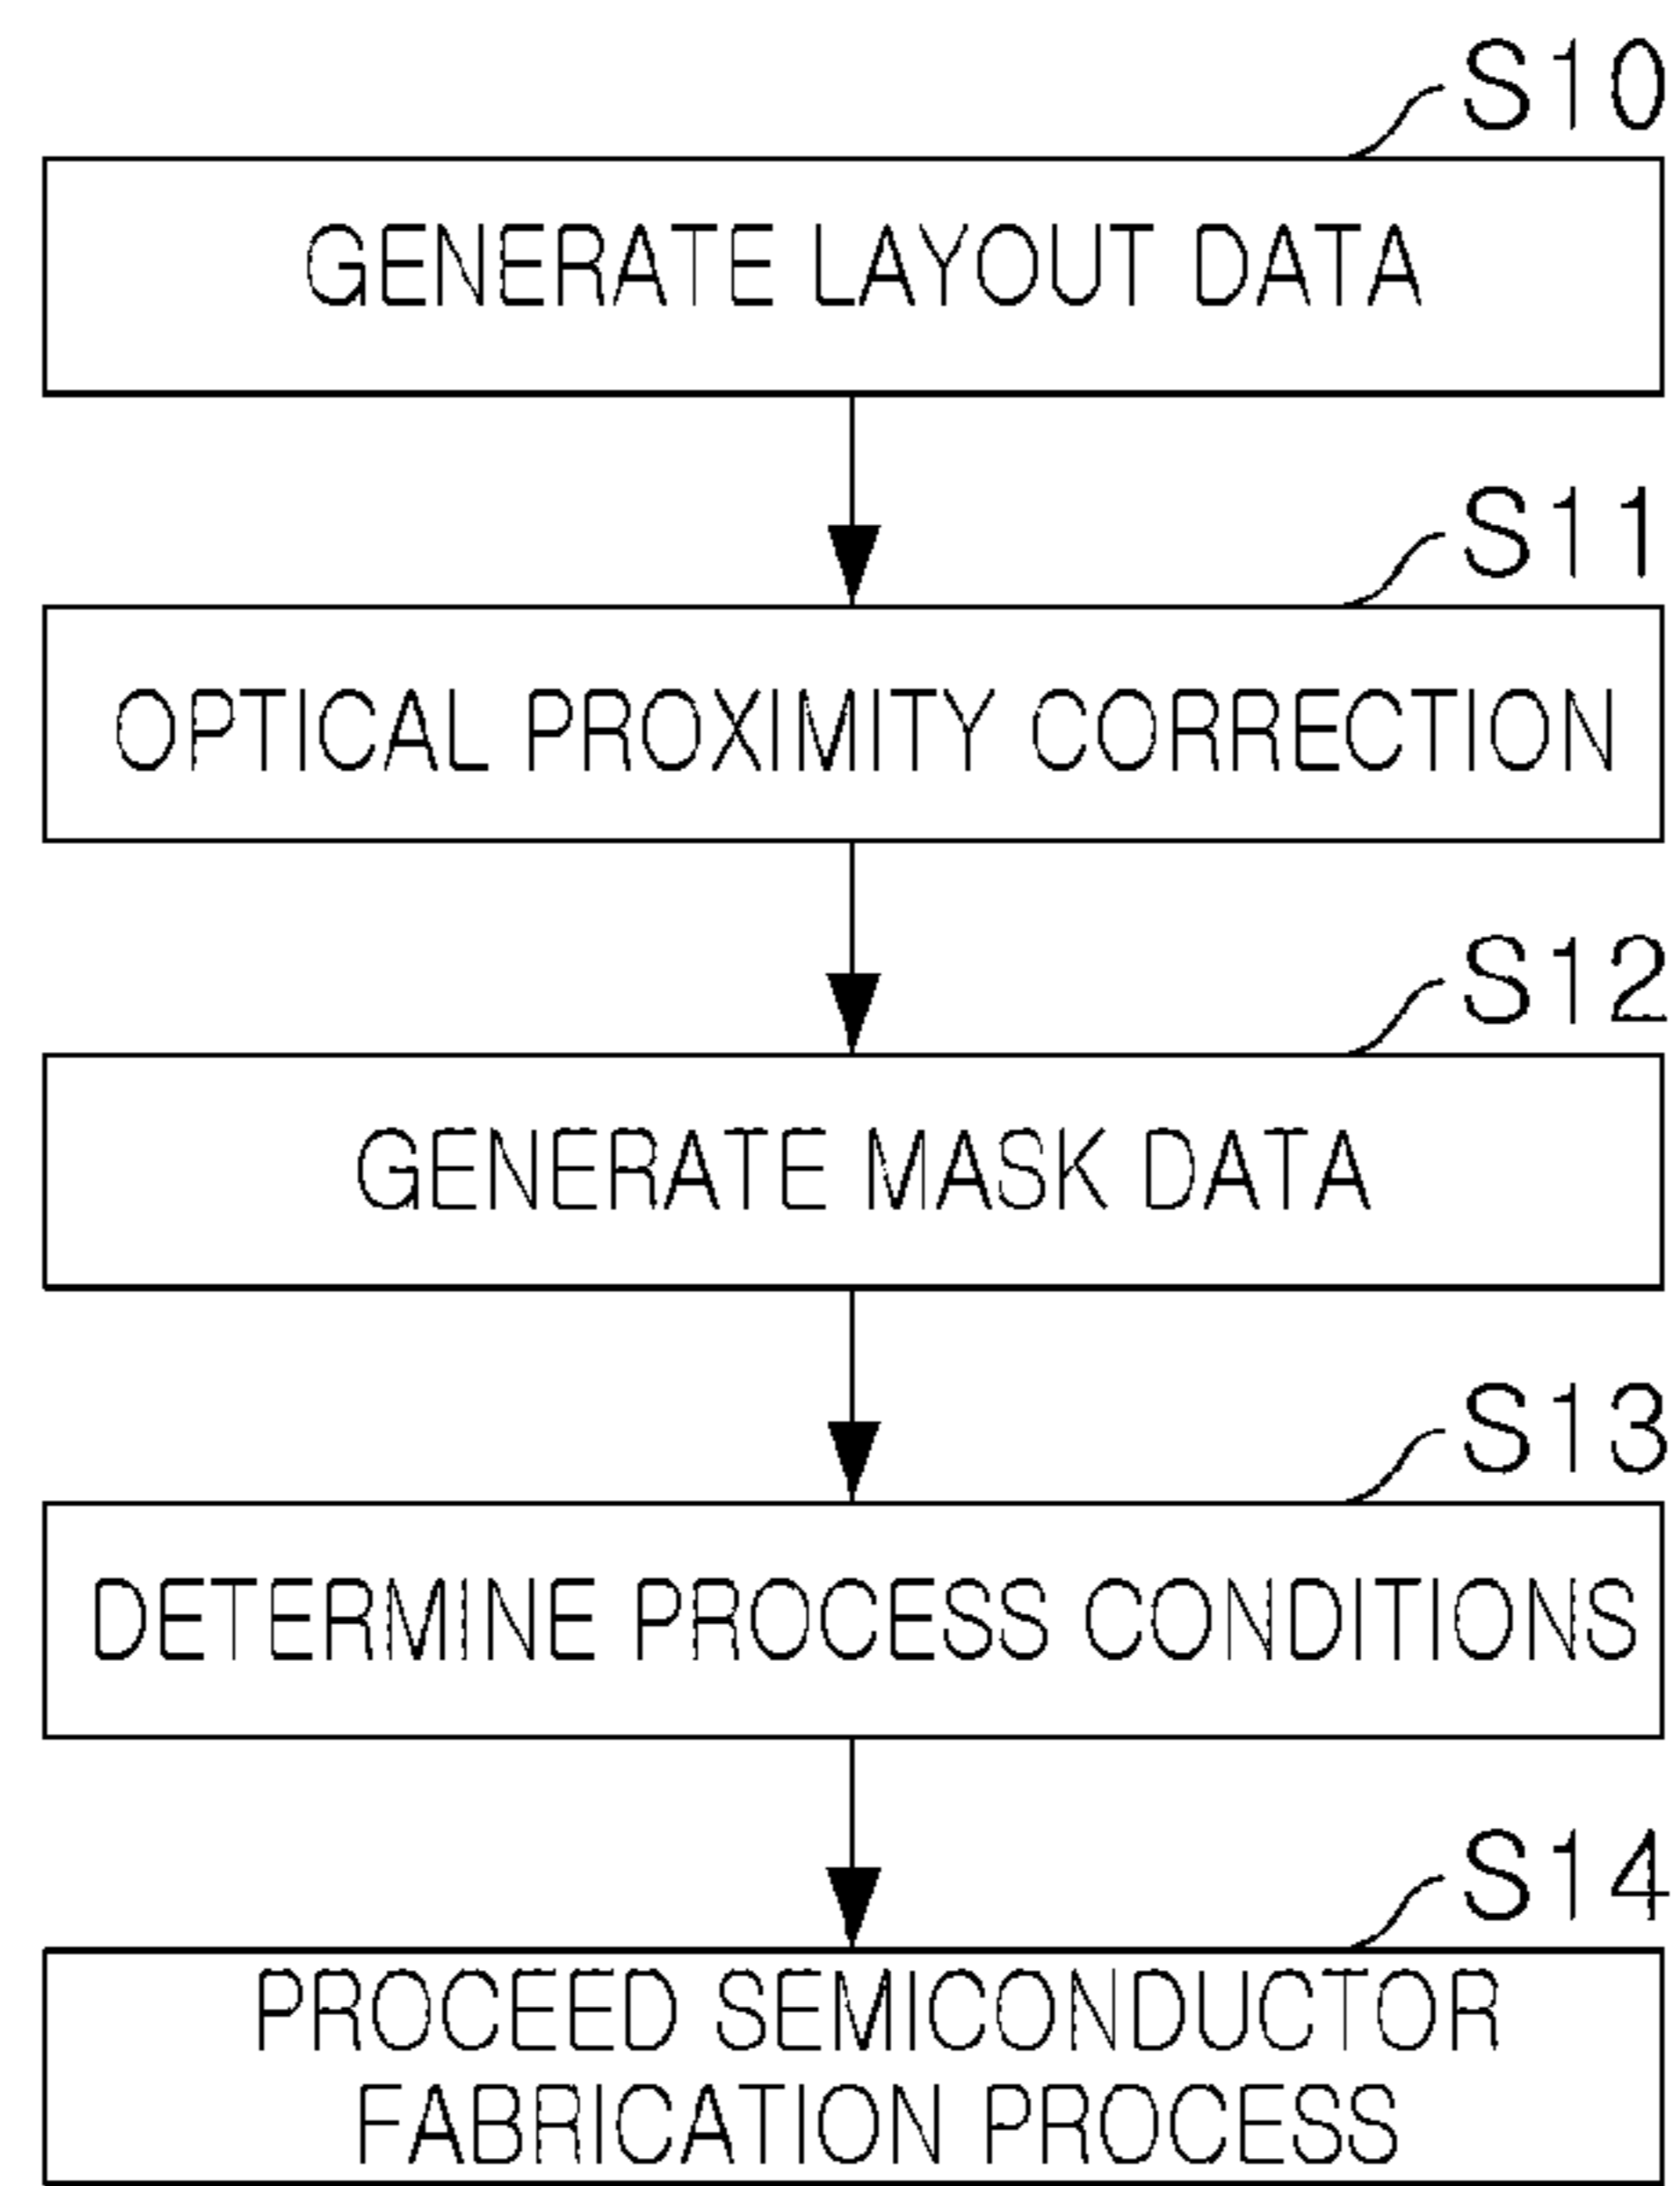 S10
GENERATE LAYOUT DATA
S11
OPTICAL PROXIMITY CORRECTION
S12
GENERATE MASK DATA
S13
DETERMINE PROCESS CONDITIONS
S14
PROCEED SEMICONDUCTOR
FABRICATION PROCESS